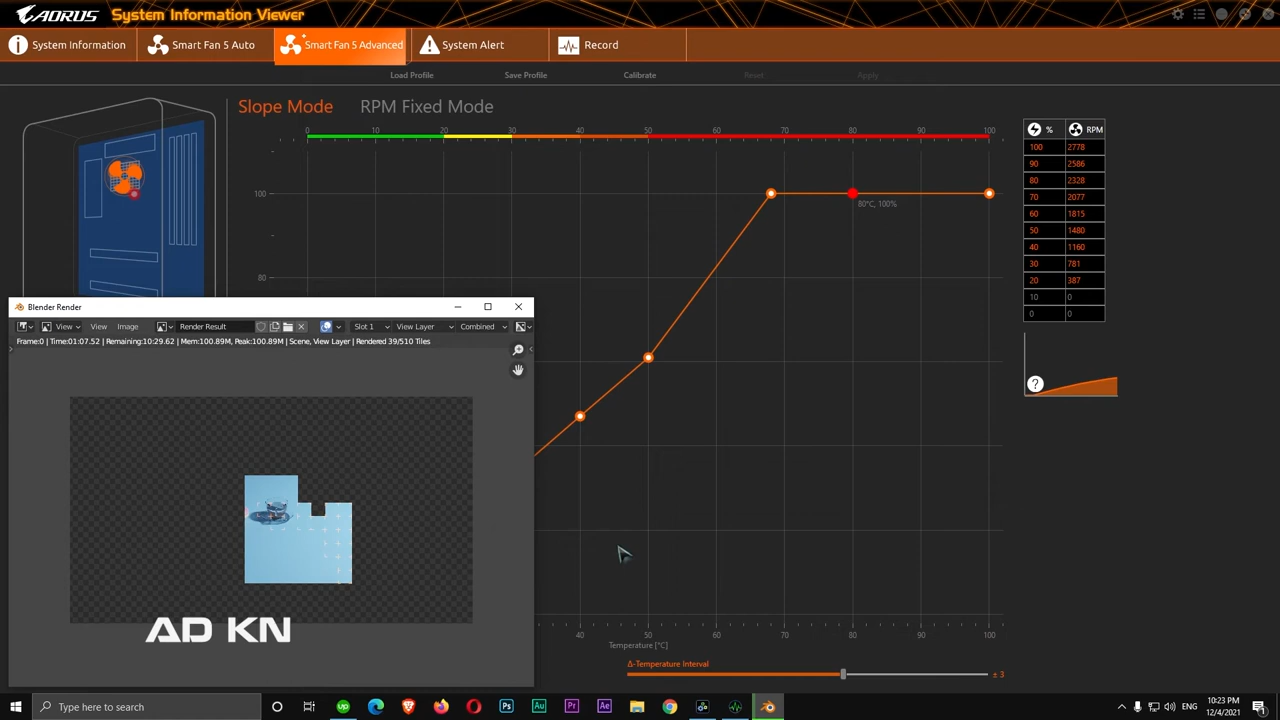 AORUS System Information Viewer
System Information
Smart Fan 5 Auto
Smart Fan 5 Advanced
System Alert
Record
Load Profile
Save Profile
Calibrate
Reset
Apply
Slope Mode
RPM Fixed Mode
0 10 20 30 40 50 60 70 80 90 100
100
80
80°C, 100%
% RPM
100 2778
90 2586
80 2328
70 2077
60 1815
50 1480
40 1160
30 781
20 387
10 0
0 0
?
Blender Render
View View Image Render Result Slot 1 View Layer Combined
Frame:0 | Time:01:07.52 | Remaining:10:29.62 | Mem:100.89M, Peak:100.89M | Scene, View Layer | Rendered 39/510 Tiles
AD KN
40 50 60 70 80 90 100
Temperature [°C]
Δ-Temperature Interval
± 3
Type here to search
up
Ps
Au
Pr
Ae
ENG
10:23 PM
12/4/2021
1